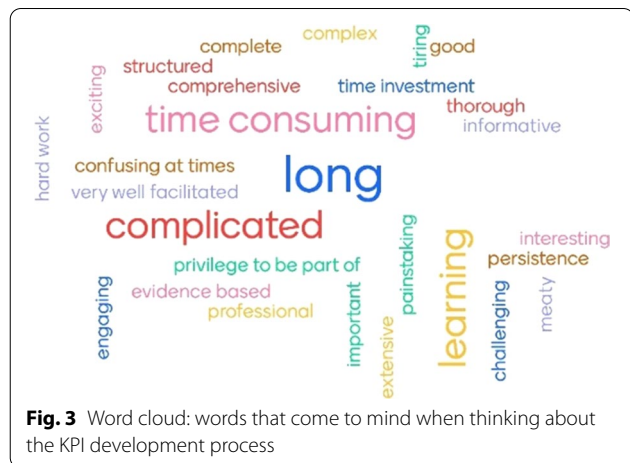 complex
complete
tiring
good
structured
exciting
comprehensive
time investment
time consuming
thorough
informative
hard work
confusing at times
long
very well facilitated
complicated
learning
painstaking
interesting
privilege to be part of
persistence
engaging
evidence based
important
challenging
meaty
professional
extensive
Fig. 3 Word cloud: words that come to mind when thinking about
the KPI development process